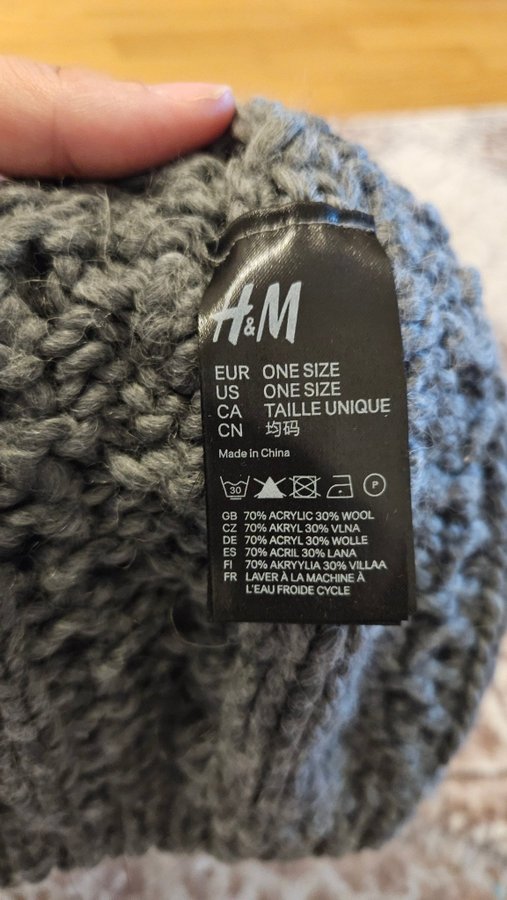 H&M
EUR ONE SIZE
US ONE SIZE
CA TAILLE UNIQUE
CN 均码
Made in China
30 P
GB 70% ACRYLIC 30% WOOL
CZ 70% AKRYL 30% VLNA
DE 70% ACRYL 30% WOLLE
ES 70% ACRIL 30% LANA
FI 70% AKRYYLIA 30% VILLAA
FR LAVER À LA MACHINE À
L'EAU FROIDE CYCLE